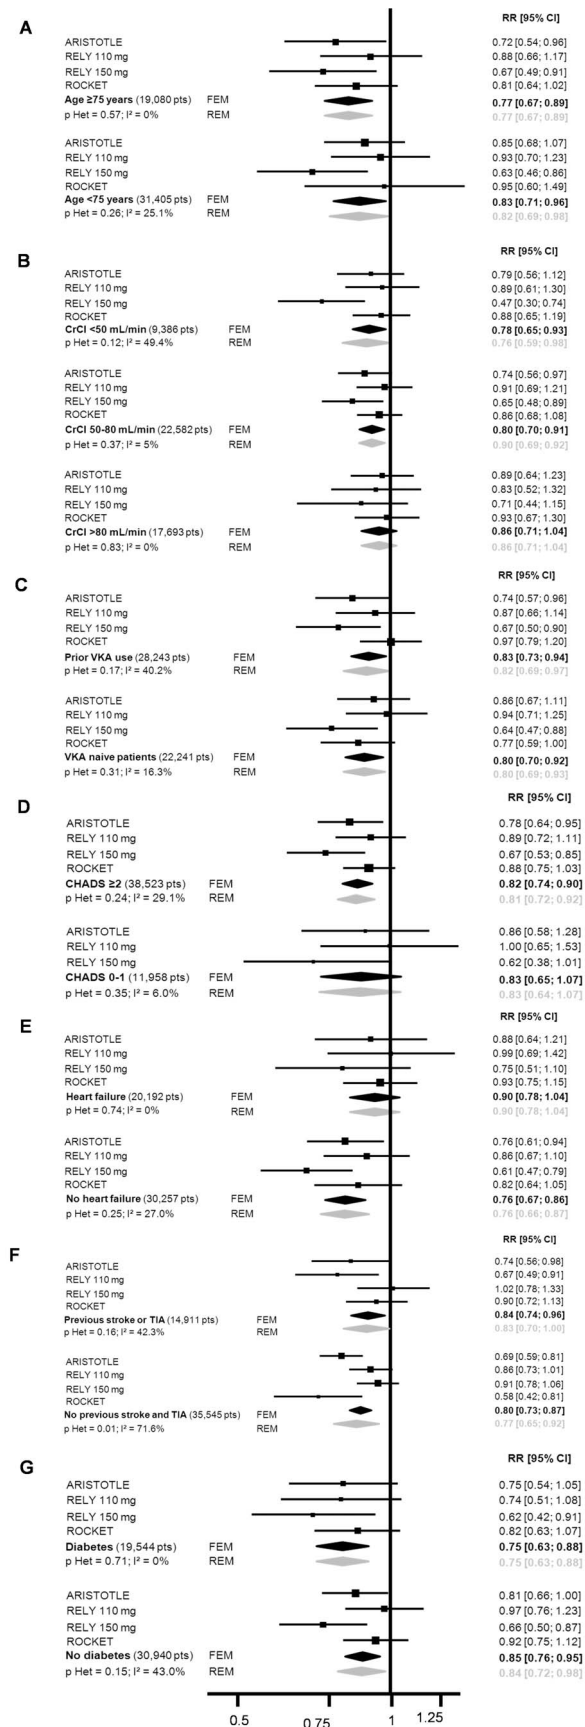 RR [95% CI]
A
ARISTOTLE 0.72 [0.54; 0.96]
RELY 110 mg 0.88 [0.66; 1.17]
RELY 150 mg 0.67 [0.49; 0.91]
ROCKET 0.81 [0.64; 1.02]
Age ≥75 years (19,080 pts) FEM 0.77 [0.67; 0.89]
p Het = 0.57; I² = 0% REM 0.77 [0.67; 0.89]
ARISTOTLE 0.85 [0.68; 1.07]
RELY 110 mg 0.93 [0.70; 1.23]
RELY 150 mg 0.63 [0.46; 0.86]
ROCKET 0.95 [0.60; 1.49]
Age <75 years (31,405 pts) FEM 0.83 [0.71; 0.96]
p Het = 0.26; I² = 25.1% REM 0.82 [0.69; 0.98]
RR [95% CI]
B
ARISTOTLE 0.79 [0.56; 1.12]
RELY 110 mg 0.89 [0.61; 1.30]
RELY 150 mg 0.47 [0.30; 0.74]
ROCKET 0.88 [0.65; 1.19]
CrCl <50 mL/min (9,386 pts) FEM 0.78 [0.65; 0.93]
p Het = 0.12; I² = 49.4% REM 0.76 [0.59; 0.98]
ARISTOTLE 0.74 [0.56; 0.97]
RELY 110 mg 0.91 [0.69; 1.21]
RELY 150 mg 0.65 [0.48; 0.89]
ROCKET 0.86 [0.68; 1.08]
CrCl 50-80 mL/min (22,582 pts) FEM 0.80 [0.70; 0.91]
p Het = 0.37; I² = 5% REM 0.90 [0.69; 0.92]
ARISTOTLE 0.89 [0.64; 1.23]
RELY 110 mg 0.83 [0.52; 1.32]
RELY 150 mg 0.71 [0.44; 1.15]
ROCKET 0.93 [0.67; 1.30]
CrCl >80 mL/min (17,693 pts) FEM 0.86 [0.71; 1.04]
p Het = 0.83; I² = 0% REM 0.86 [0.71; 1.04]
RR [95% CI]
C
ARISTOTLE 0.74 [0.57; 0.96]
RELY 110 mg 0.87 [0.66; 1.14]
RELY 150 mg 0.67 [0.50; 0.90]
ROCKET 0.97 [0.79; 1.20]
Prior VKA use (28,243 pts) FEM 0.83 [0.73; 0.94]
p Het = 0.17; I² = 40.2% REM 0.82 [0.69; 0.97]
ARISTOTLE 0.86 [0.67; 1.11]
RELY 110 mg 0.94 [0.71; 1.25]
RELY 150 mg 0.64 [0.47; 0.88]
ROCKET 0.77 [0.59; 1.00]
VKA naive patients (22,241 pts) FEM 0.80 [0.70; 0.92]
p Het = 0.31; I² = 16.3% REM 0.80 [0.69; 0.93]
RR [95% CI]
D
ARISTOTLE 0.78 [0.64; 0.95]
RELY 110 mg 0.89 [0.72; 1.11]
RELY 150 mg 0.67 [0.53; 0.85]
ROCKET 0.88 [0.75; 1.03]
CHADS ≥2 (38,523 pts) FEM 0.82 [0.74; 0.90]
p Het = 0.24; I² = 29.1% REM 0.81 [0.72; 0.92]
ARISTOTLE 0.86 [0.58; 1.28]
RELY 110 mg 1.00 [0.65; 1.53]
RELY 150 mg 0.62 [0.38; 1.01]
CHADS 0-1 (11,958 pts) FEM 0.83 [0.65; 1.07]
p Het = 0.35; I² = 6.0% REM 0.83 [0.64; 1.07]
E
RR [95% CI]
ARISTOTLE 0.88 [0.64; 1.21]
RELY 110 mg 0.99 [0.69; 1.42]
RELY 150 mg 0.75 [0.51; 1.10]
ROCKET 0.93 [0.75; 1.15]
Heart failure (20,192 pts) FEM 0.90 [0.78; 1.04]
p Het = 0.74; I² = 0% REM 0.90 [0.78; 1.04]
ARISTOTLE 0.76 [0.61; 0.94]
RELY 110 mg 0.86 [0.67; 1.10]
RELY 150 mg 0.61 [0.47; 0.79]
ROCKET 0.82 [0.64; 1.05]
No heart failure (30,257 pts) FEM 0.76 [0.67; 0.86]
p Het = 0.25; I² = 27.0% REM 0.76 [0.66; 0.87]
RR [95% CI]
F
ARISTOTLE 0.74 [0.56; 0.98]
RELY 110 mg 0.67 [0.49; 0.91]
RELY 150 mg 1.02 [0.78; 1.33]
ROCKET 0.90 [0.72; 1.13]
Previous stroke or TIA (14,911 pts) FEM 0.84 [0.74; 0.96]
p Het = 0.16; I² = 42.3% REM 0.83 [0.70; 1.00]
ARISTOTLE 0.69 [0.59; 0.81]
RELY 110 mg 0.86 [0.73; 1.01]
RELY 150 mg 0.91 [0.78; 1.06]
ROCKET 0.58 [0.42; 0.81]
No previous stroke and TIA (35,545 pts) FEM 0.80 [0.73; 0.87]
p Het = 0.01; I² = 71.6% REM 0.77 [0.65; 0.92]
RR [95% CI]
G
ARISTOTLE 0.75 [0.54; 1.05]
RELY 110 mg 0.74 [0.51; 1.08]
RELY 150 mg 0.62 [0.42; 0.91]
ROCKET 0.82 [0.63; 1.07]
Diabetes (19,544 pts) FEM 0.75 [0.63; 0.88]
p Het = 0.71; I² = 0% REM 0.75 [0.63; 0.88]
ARISTOTLE 0.81 [0.66; 1.00]
RELY 110 mg 0.97 [0.76; 1.23]
RELY 150 mg 0.66 [0.50; 0.87]
ROCKET 0.92 [0.75; 1.12]
No diabetes (30,940 pts) FEM 0.85 [0.76; 0.95]
p Het = 0.15; I² = 43.0% REM 0.84 [0.72; 0.98]
0.5 0.75 1 1.25